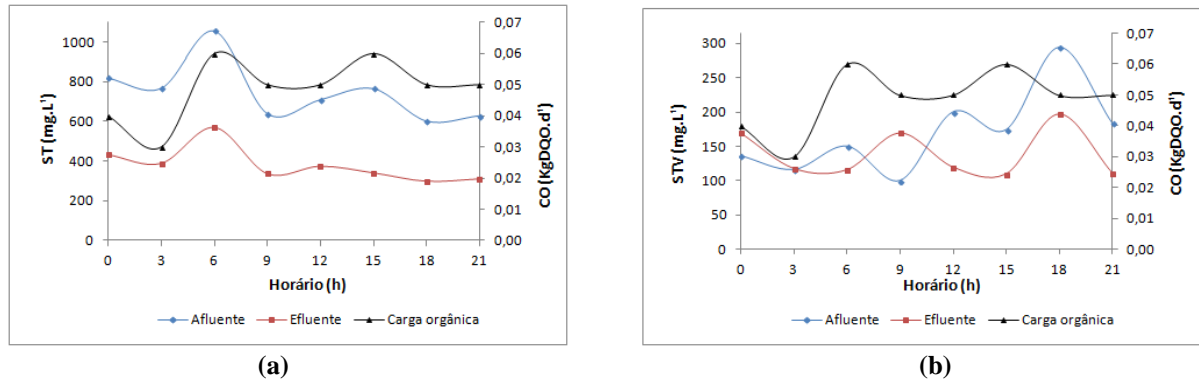 ST (mg.L¹)
1000
800
600
400
200
0
0 3 6 9 12 15 18 21
Horário (h)
0,07
0,06
0,05
0,04
0,03
0,02
0,01
0,00
CO (KgDQO.d¹)
Afluente Efluente Carga orgânica
(a)
STV (mg.L¹)
300
250
200
150
100
50
0
0 3 6 9 12 15 18 21
Horário (h)
0,07
0,06
0,05
0,04
0,03
0,02
0,01
0,00
CO (KgDQO.d¹)
Afluente Efluente Carga orgânica
(b)